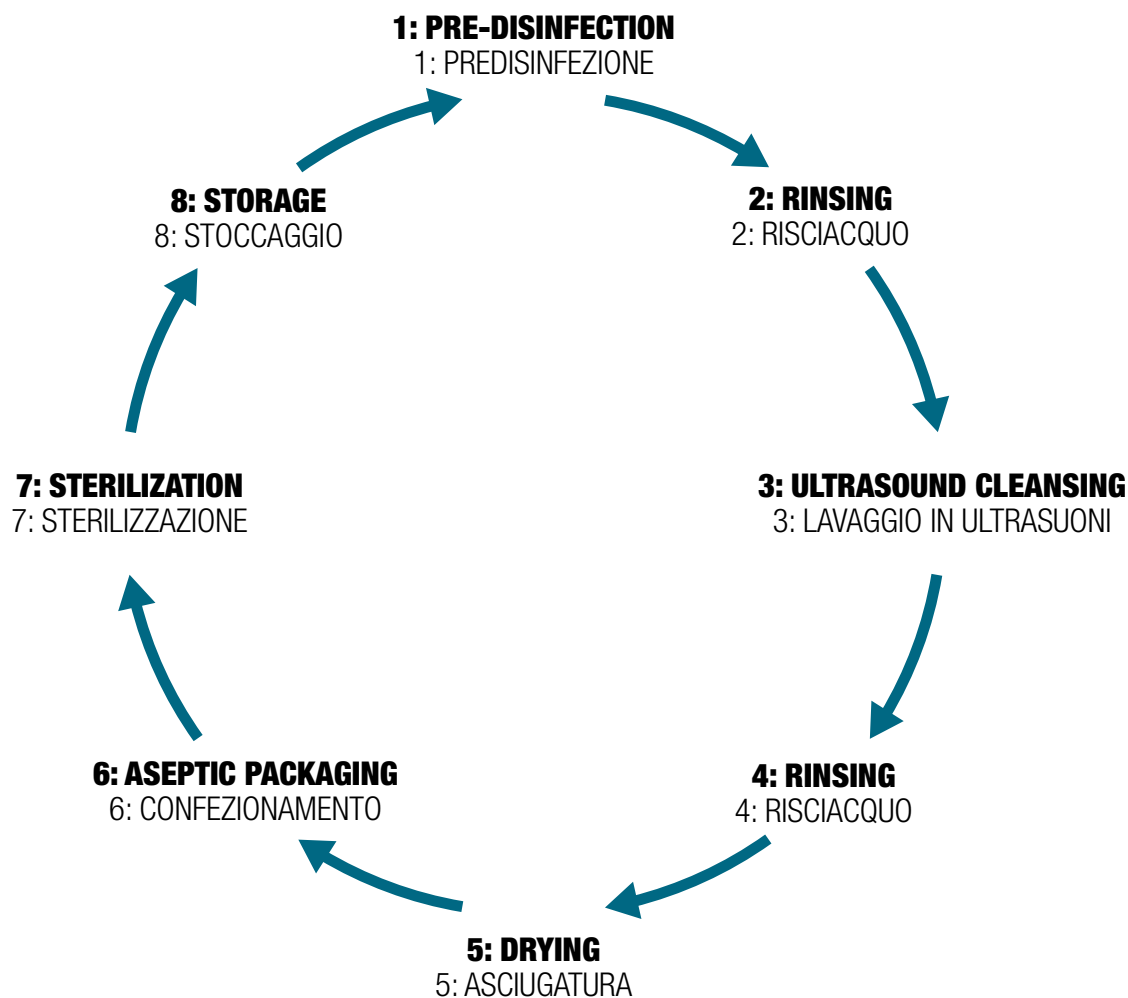 1: PRE-DISINFECTION
1: PREDISINFEZIONE
2: RINSING
2: RISCIACQUO
3: ULTRASOUND CLEANSING
3: LAVAGGIO IN ULTRASUONI
4: RINSING
4: RISCIACQUO
5: DRYING
5: ASCIUGATURA
6: ASEPTIC PACKAGING
6: CONFEZIONAMENTO
7: STERILIZATION
7: STERILIZZAZIONE
8: STORAGE
8: STOCCAGGIO